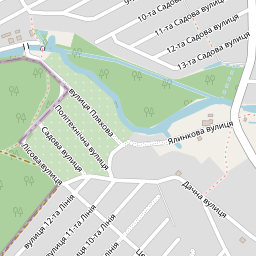 10-та Садова вулиця
11-та Садова вулиця
12-та Садова вулиця
13-та Садова вулиця
вулиця Пляхова
Політехнічна вулиця
Садова вулиця
Лісова вулиця
Ялинкова вулиця
Дачна вулиця
вулиця 12-та Лінія
вулиця 11-та Лінія
вулиця 10-та Лінія